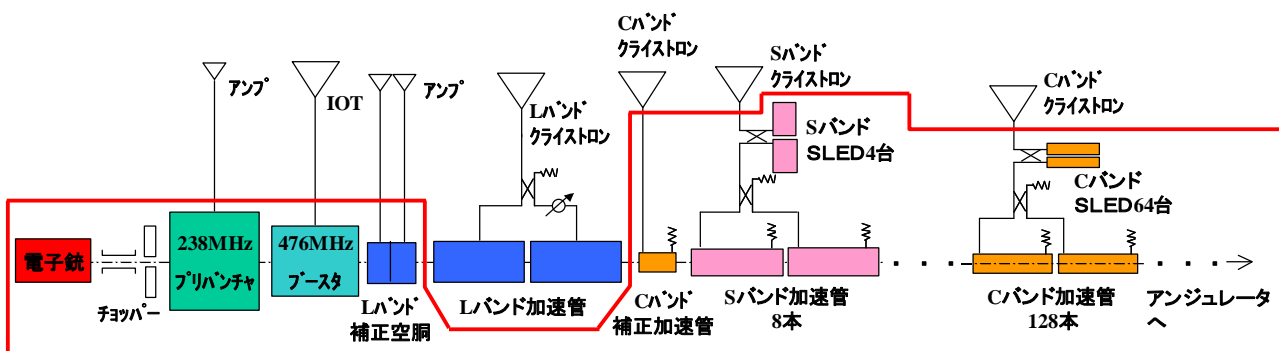 Cバンド
クライストロン
Sバンド
クライストロン
Cバンド
クライストロン
アンプ
IOT
アンプ
Lバンド
クライストロン
Sバンド
SLED4台
Cバンド
SLED64台
電子銃
238MHz
プリバンチャ
476MHz
ブースタ
チョッパー
Lバンド
補正空胴
Lバンド加速管
Cバンド
補正加速管
Sバンド加速管
8本
Cバンド加速管
128本
アンジュレータ
へ